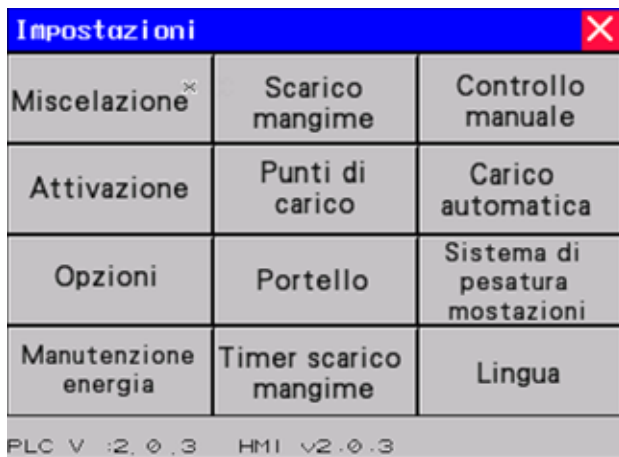 Impostazioni
Miscelazione
Scarico
mangime
Controllo
manuale
Attivazione
Punti di
carico
Carico
automatica
Opzioni
Portello
Sistema di
pesatura
mostazioni
Manutenzione
energia
Timer scarico
mangime
Lingua
PLC V :2.0.3 HMI v2.0.3